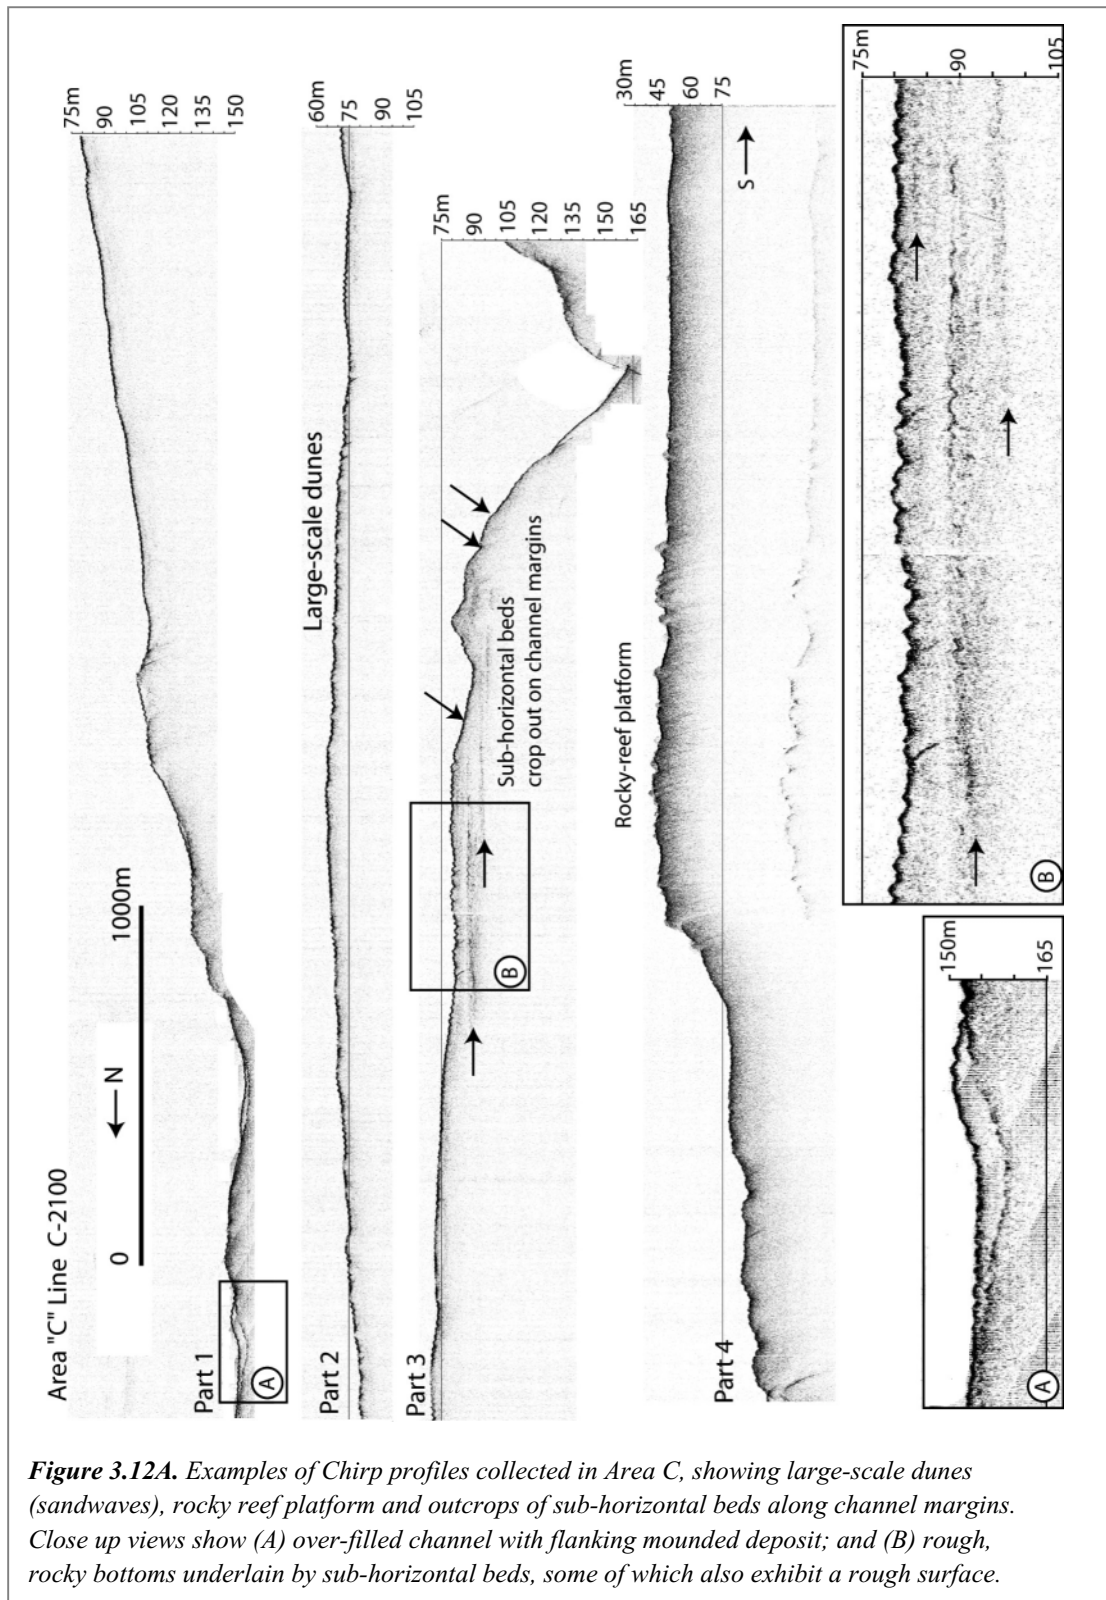 Area "C" Line C-2100
0
1000m
N
Part 1
A
75m
90
105
120
135
150
Part 2
Large-scale dunes
60m
75
90
105
Part 3
B
Sub-horizontal beds
crop out on channel margins
75m
90
105
120
135
150
165
Part 4
Rocky-reef platform
30m
45
60
75
S
A
150m
165
B
75m
90
105
Figure 3.12A. Examples of Chirp profiles collected in Area C, showing large-scale dunes
(sandwaves), rocky reef platform and outcrops of sub-horizontal beds along channel margins.
Close up views show (A) over-filled channel with flanking mounded deposit; and (B) rough,
rocky bottoms underlain by sub-horizontal beds, some of which also exhibit a rough surface.